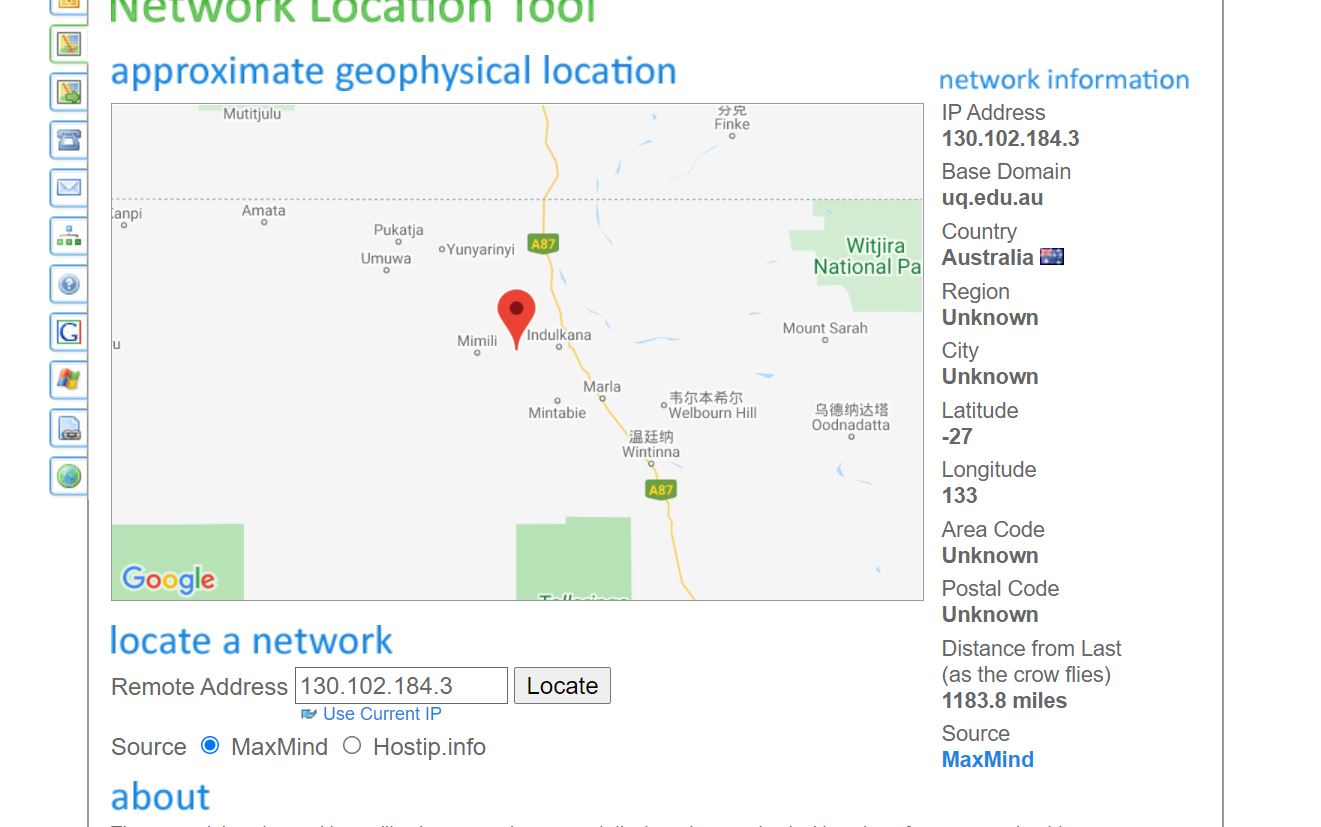 Network Location Tool
approximate geophysical location
Mutitjulu
分克
Finke
Kanpi
Amata
Pukatja
Yunyarinyi
Umuwa
A87
Witjira
National Pa
Mimili
Indulkana
Mount Sarah
Marla
Mintabie
韦尔本希尔
Welbourn Hill
乌德纳达塔
Oodnadatta
温廷纳
Wintinna
A87
Google
network information
IP Address
130.102.184.3
Base Domain
uq.edu.au
Country
Australia
Region
Unknown
City
Unknown
Latitude
-27
Longitude
133
Area Code
Unknown
Postal Code
Unknown
Distance from Last
(as the crow flies)
1183.8 miles
Source
MaxMind
locate a network
Remote Address 130.102.184.3 Locate
Use Current IP
Source MaxMind Hostip.info
about